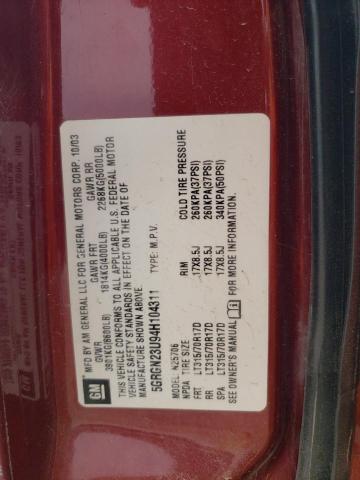 GM
MFD BY AM GENERAL LLC FOR GENERAL MOTORS CORP. 10/03
GVWR GAWR FRT GAWR RR
3901KG(8600LB) 1814KG(4000LB) 2268KG(5000LB)
THIS VEHICLE CONFORMS TO ALL APPLICABLE U.S. FEDERAL MOTOR
VEHICLE SAFETY STANDARDS IN EFFECT ON THE DATE OF
MANUFACTURE SHOWN ABOVE.
5GRGN23U94H104311 TYPE: M.P.V.
MODEL: N25706
NPDA TIRE SIZE RIM COLD TIRE PRESSURE
FRT LT315/70R17D 17X8.5J 260KPA(37PSI)
RR LT315/70R17D 17X8.5J 260KPA(37PSI)
SPA LT315/70R17D 17X8.5J 340KPA(50PSI)
SEE OWNER'S MANUAL FOR MORE INFORMATION.